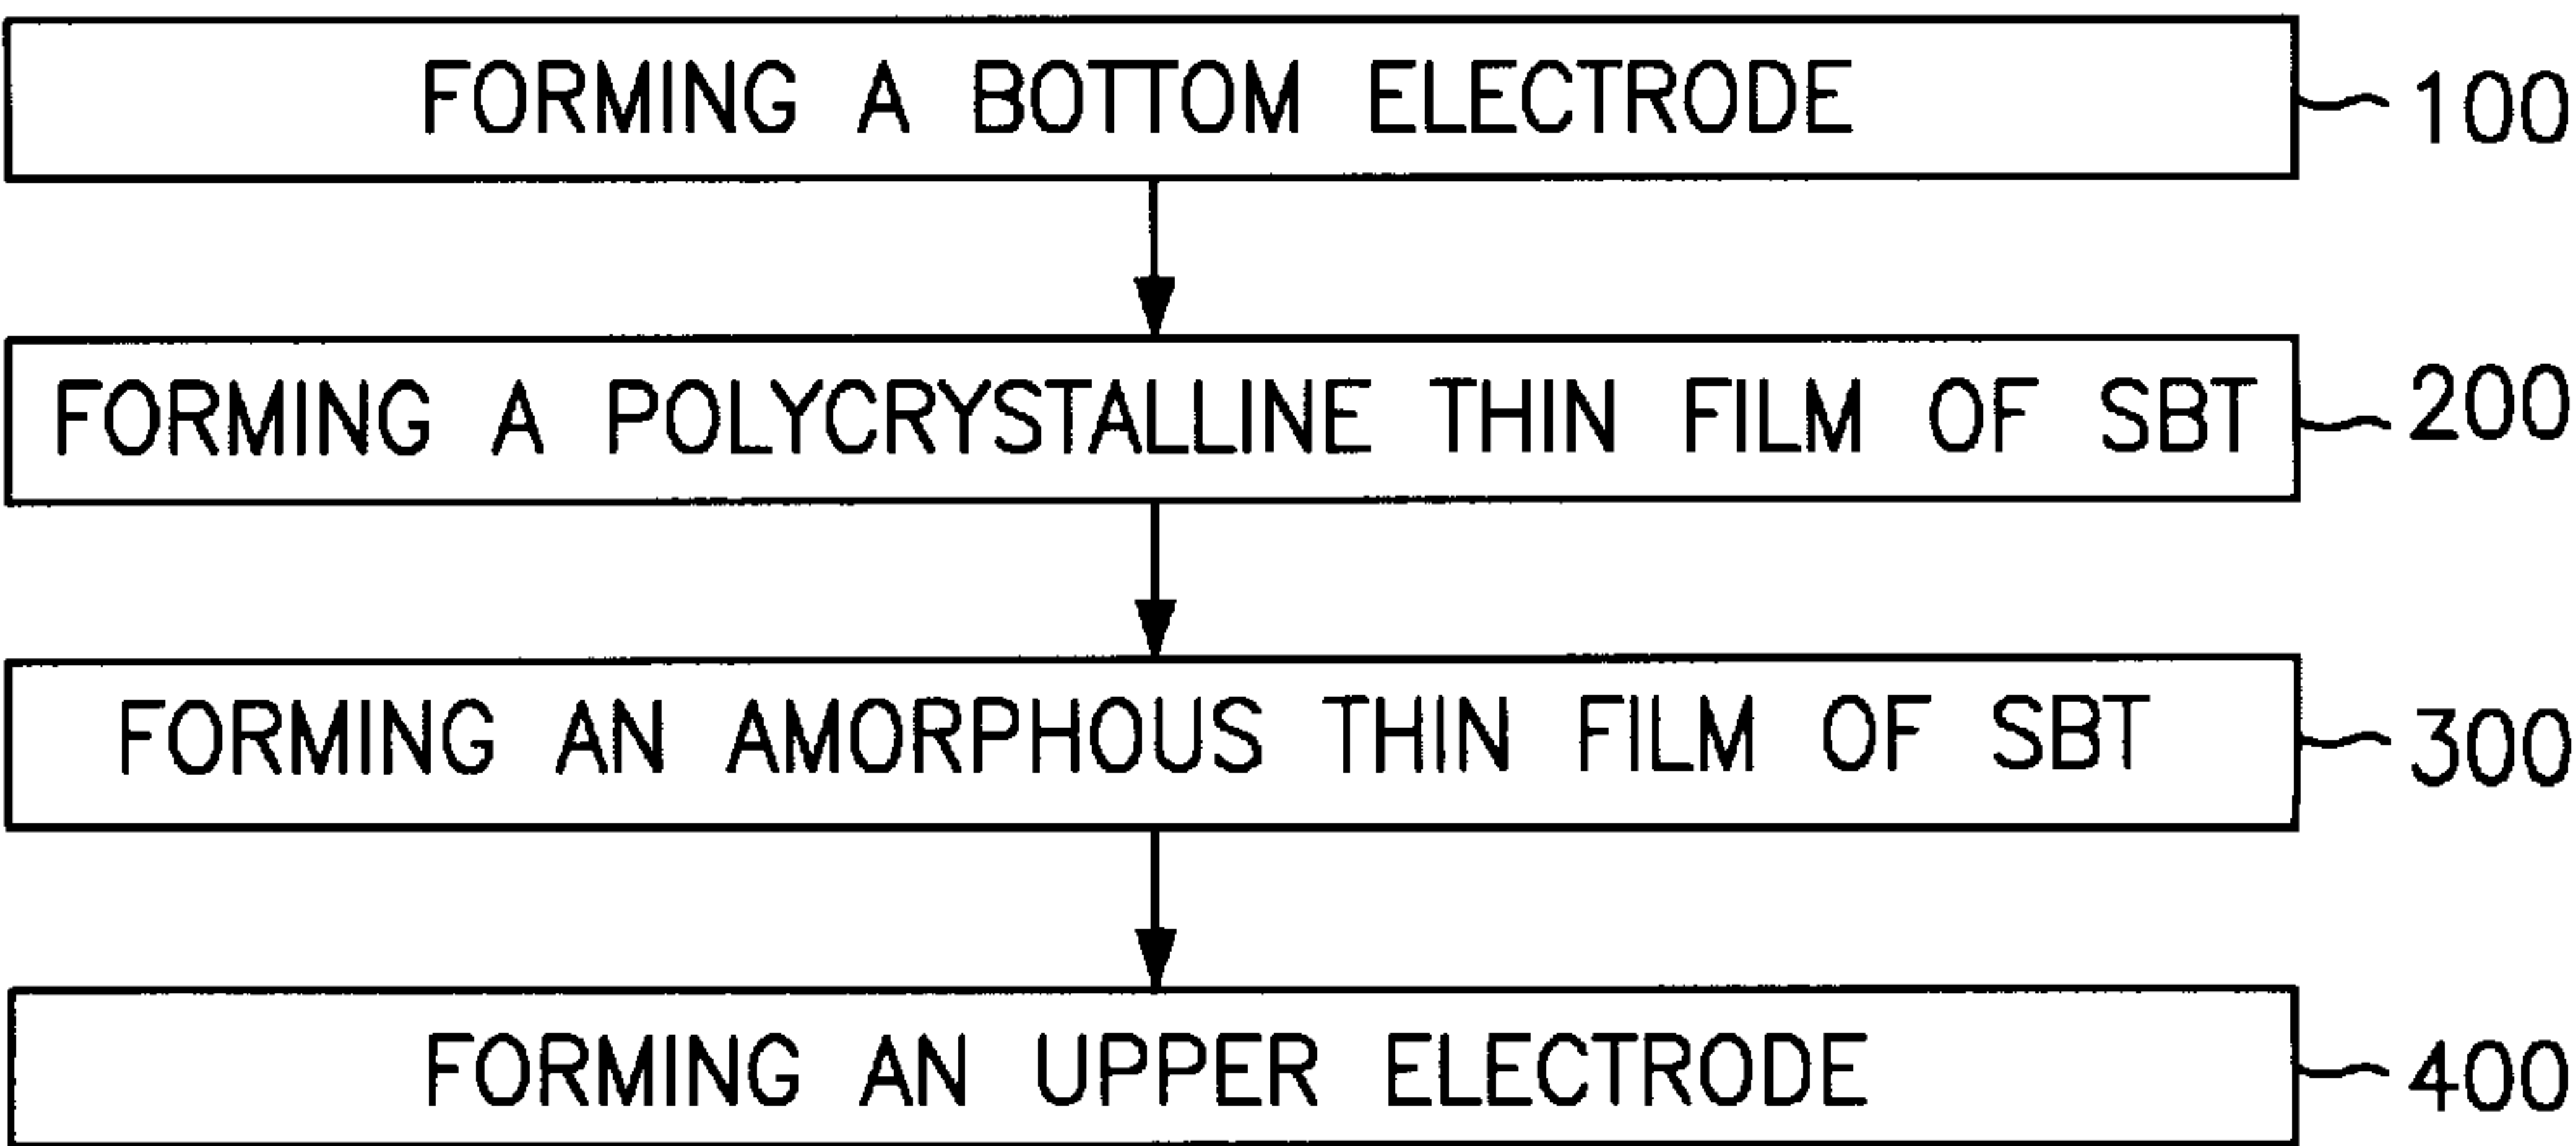 FORMING A BOTTOM ELECTRODE 100
FORMING A POLYCRYSTALLINE THIN FILM OF SBT 200
FORMING AN AMORPHOUS THIN FILM OF SBT 300
FORMING AN UPPER ELECTRODE 400